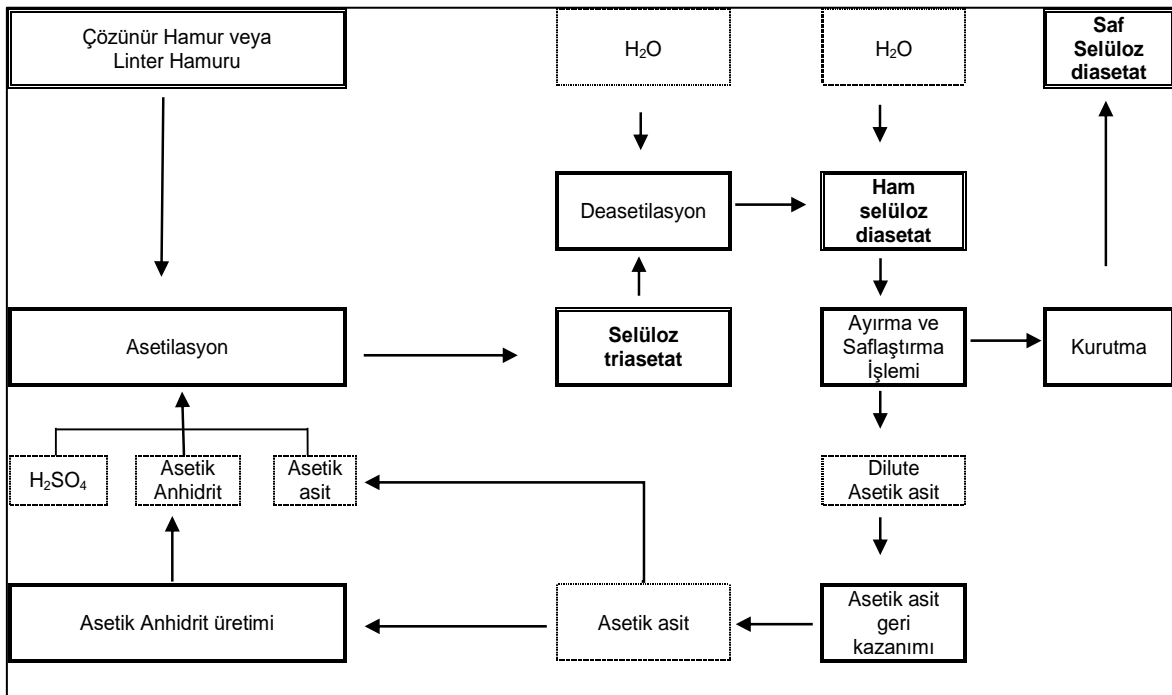 Çözünür Hamur veya
Linter Hamuru
H₂O
H₂O
Saf
Selüloz
diasetat
Deasetilasyon
Ham
selüloz
diasetat
Asetilasyon
Selüloz
triasetat
Ayırma ve
Saflaştırma
İşlemi
Kurutma
H₂SO₄
Asetik
Anhidrit
Asetik
asit
Dilute
Asetik asit
Asetik Anhidrit üretimi
Asetik asit
Asetik asit
geri
kazanımı